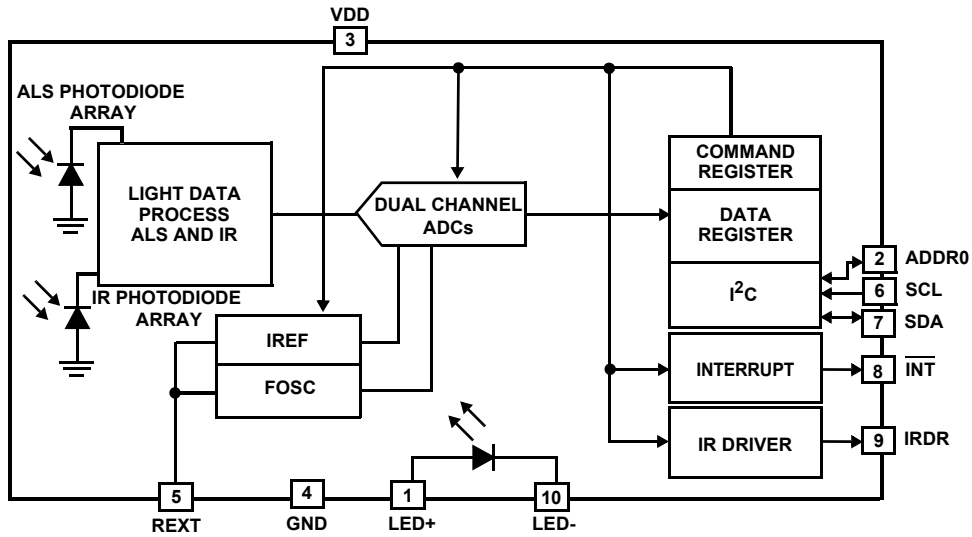 VDD
3
ALS PHOTODIODE
ARRAY
LIGHT DATA
PROCESS
ALS AND IR
DUAL CHANNEL
ADCs
COMMAND
REGISTER
DATA
REGISTER
I²C
2 ADDR0
6 SCL
7 SDA
IR PHOTODIODE
ARRAY
IREF
FOSC
INTERRUPT
8 INT
IR DRIVER
9 IRDR
5
REXT
4
GND
1
LED+
10
LED-